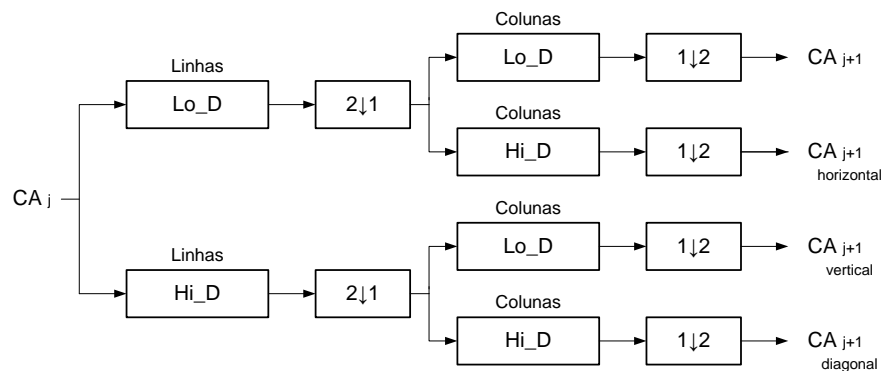 Colunas
Linhas
Lo_D
1↓2
CA j+1
Lo_D
2↓1
Colunas
Hi_D
1↓2
CA j+1
horizontal
CA j
Colunas
Linhas
Lo_D
1↓2
CA j+1
vertical
Hi_D
2↓1
Colunas
Hi_D
1↓2
CA j+1
diagonal